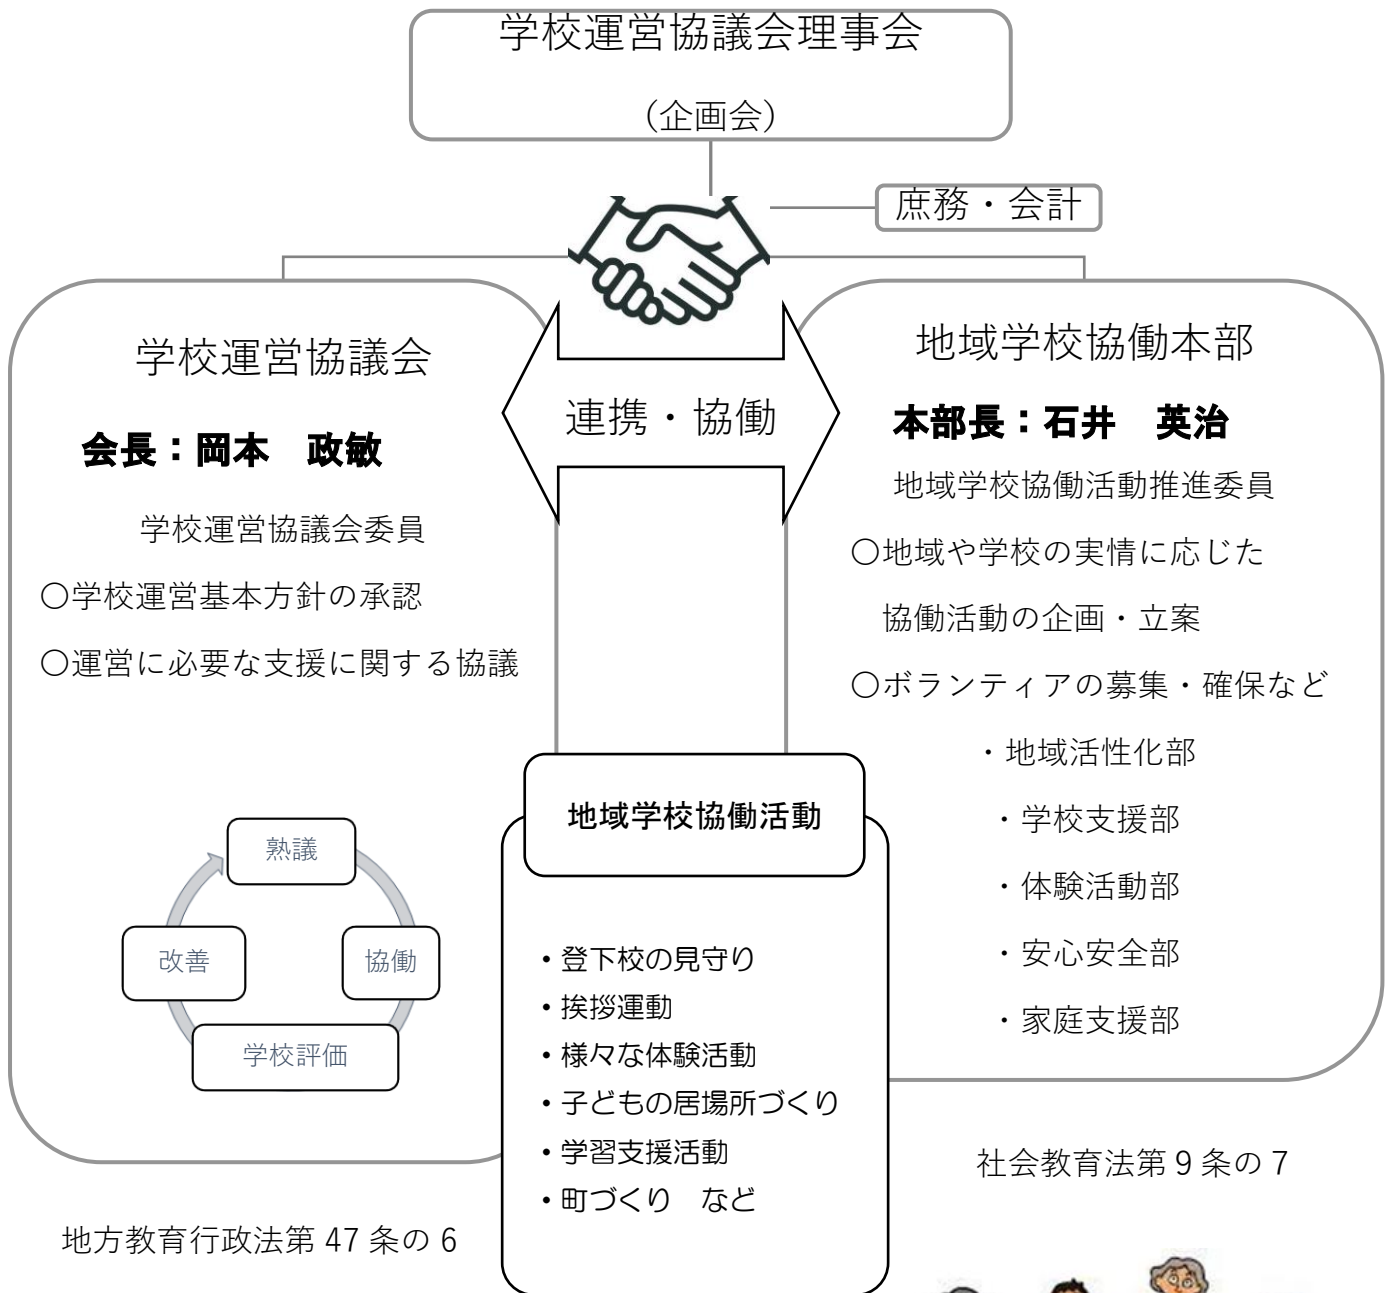 学校運営協議会理事会
（企画会）
庶務・会計
学校運営協議会
会長：岡本　政敏
学校運営協議会委員
〇学校運営基本方針の承認
〇運営に必要な支援に関する協議
熟議
協働
学校評価
改善
地方教育行政法第 47 条の 6
連携・協働
地域学校協働本部
本部長：石井　英治
地域学校協働活動推進委員
〇地域や学校の実情に応じた
協働活動の企画・立案
〇ボランティアの募集・確保など
・地域活性化部
・学校支援部
・体験活動部
・安心安全部
・家庭支援部
社会教育法第 9 条の 7
地域学校協働活動
・登下校の見守り
・挨拶運動
・様々な体験活動
・子どもの居場所づくり
・学習支援活動
・町づくり　など